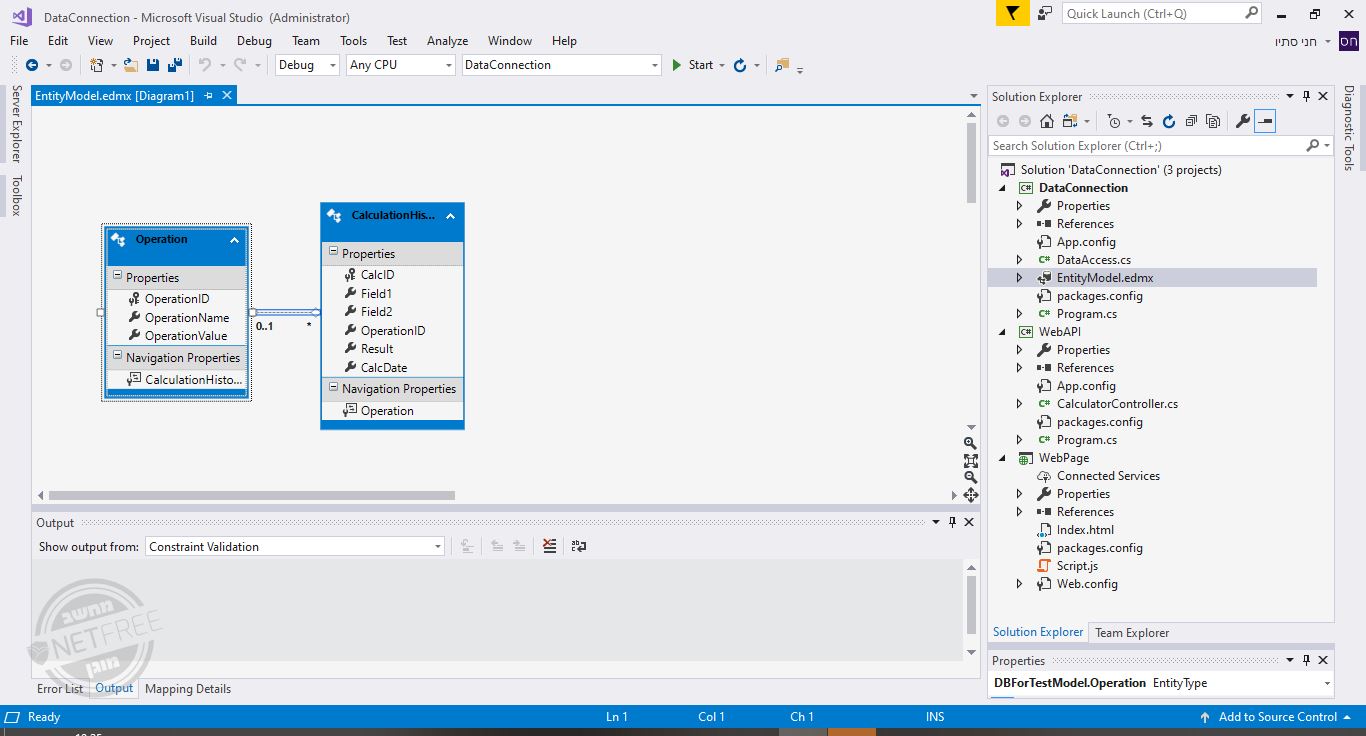 DataConnection - Microsoft Visual Studio (Administrator)
Quick Launch (Ctrl+Q)
File Edit View Project Build Debug Team Tools Test Analyze Window Help
חני סתיו
חס
Debug Any CPU DataConnection Start
Server Explorer
Toolbox
EntityModel.edmx [Diagram1]
Operation
Properties
OperationID
OperationName
OperationValue
Navigation Properties
CalculationHisto...
0..1 *
CalculationHis...
Properties
CalcID
Field1
Field2
OperationID
Result
CalcDate
Navigation Properties
Operation
Output
Show output from: Constraint Validation
מחשב
NETFREE
מוגן
Error List Output Mapping Details
Solution Explorer
Search Solution Explorer (Ctrl+;)
Solution 'DataConnection' (3 projects)
C# DataConnection
Properties
References
App.config
C# DataAccess.cs
EntityModel.edmx
packages.config
C# Program.cs
C# WebAPI
Properties
References
App.config
C# CalculatorController.cs
packages.config
C# Program.cs
WebPage
Connected Services
Properties
References
Index.html
packages.config
Script.js
Web.config
Solution Explorer Team Explorer
Properties
DBForTestModel.Operation EntityType
Diagnostic Tools
Ready Ln 1 Col 1 Ch 1 INS Add to Source Control